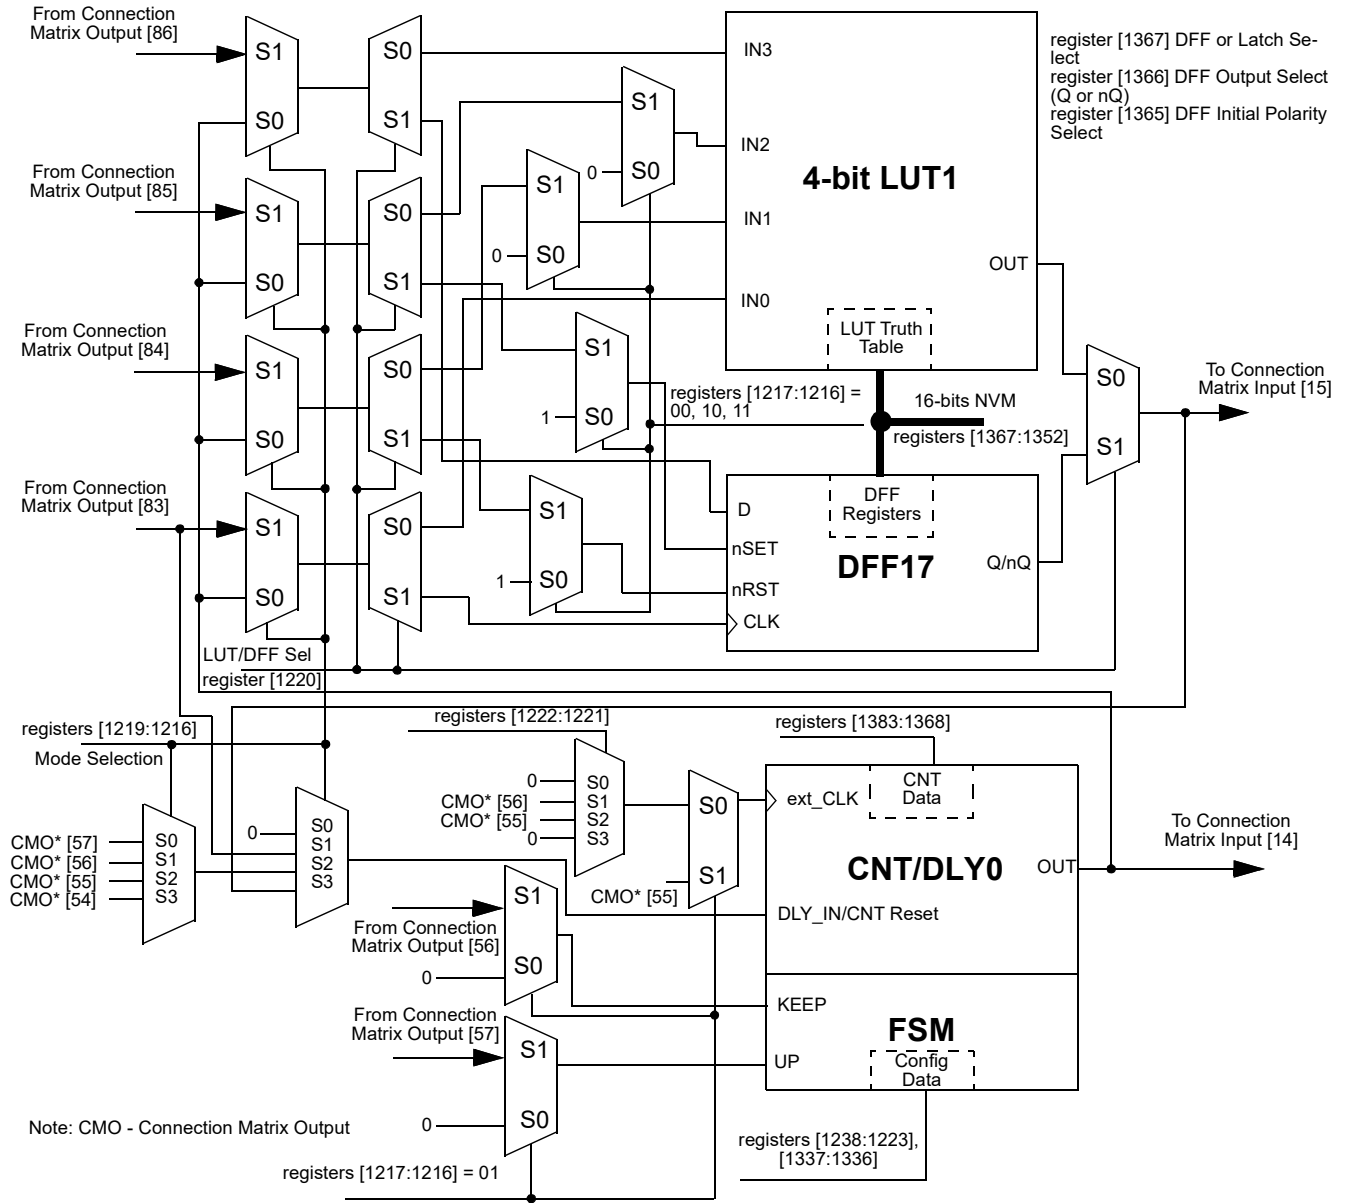 From Connection
Matrix Output [86]
S1
S0
S0
S1
IN3
register [1367] DFF or Latch Se-
lect
register [1366] DFF Output Select
(Q or nQ)
register [1365] DFF Initial Polarity
Select
S1
0
S0
IN2
4-bit LUT1
From Connection
Matrix Output [85]
S1
S0
S0
S1
S1
0
S0
IN1
OUT
IN0
LUT Truth
Table
From Connection
Matrix Output [84]
S1
S0
S0
S1
S1
1
S0
registers [1217:1216] =
00, 10, 11
16-bits NVM
registers [1367:1352]
S0
S1
To Connection
Matrix Input [15]
From Connection
Matrix Output [83]
S1
S0
S0
S1
S1
1
S0
D
nSET
nRST
CLK
DFF
Registers
DFF17
Q/nQ
LUT/DFF Sel
register [1220]
registers [1219:1216]
Mode Selection
registers [1222:1221]
registers [1383:1368]
0
CMO* [56]
CMO* [55]
0
S0
S1
S2
S3
S0
S1
CMO* [55]
ext_CLK
CNT
Data
CNT/DLY0
OUT
To Connection
Matrix Input [14]
CMO* [57]
CMO* [56]
CMO* [55]
CMO* [54]
S0
S1
S2
S3
0
S0
S1
S2
S3
DLY_IN/CNT Reset
From Connection
Matrix Output [56]
0
S1
S0
KEEP
FSM
From Connection
Matrix Output [57]
0
S1
S0
UP
Config
Data
Note: CMO - Connection Matrix Output
registers [1217:1216] = 01
registers [1238:1223],
[1337:1336]